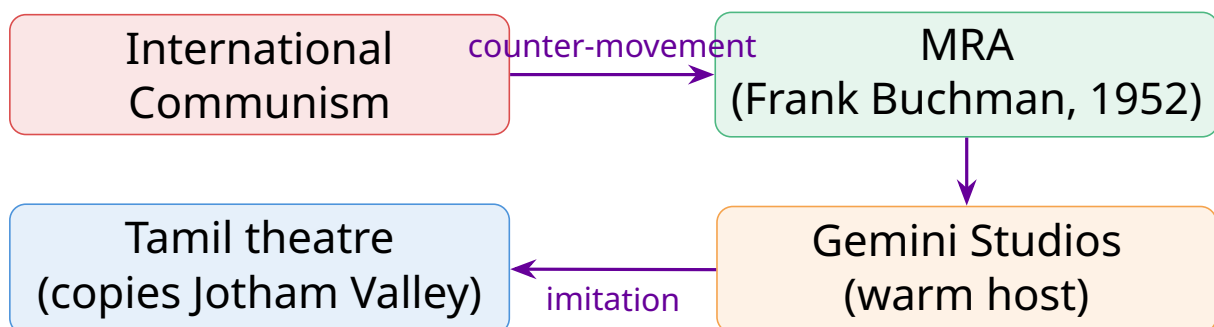 International
Communism
counter-movement
MRA
(Frank Buchman, 1952)
Tamil theatre
(copies Jotham Valley)
imitation
Gemini Studios
(warm host)